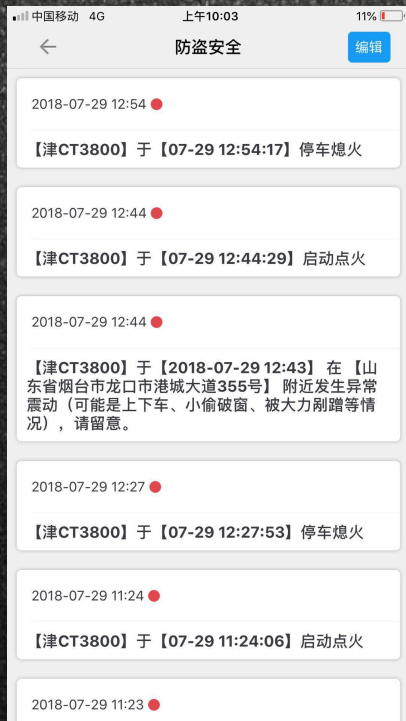 中国移动 4G 上午10:03 11%
防盗安全 编辑
2018-07-29 12:54
【津CT3800】于【07-29 12:54:17】停车熄火
2018-07-29 12:44
【津CT3800】于【07-29 12:44:29】启动点火
2018-07-29 12:44
【津CT3800】于【2018-07-29 12:43】 在 【山
东省烟台市龙口市港城大道355号】 附近发生异常
震动（可能是上下车、小偷破窗、被大力剐蹭等情
况），请留意。
2018-07-29 12:27
【津CT3800】于【07-29 12:27:53】停车熄火
2018-07-29 11:24
【津CT3800】于【07-29 11:24:06】启动点火
2018-07-29 11:23